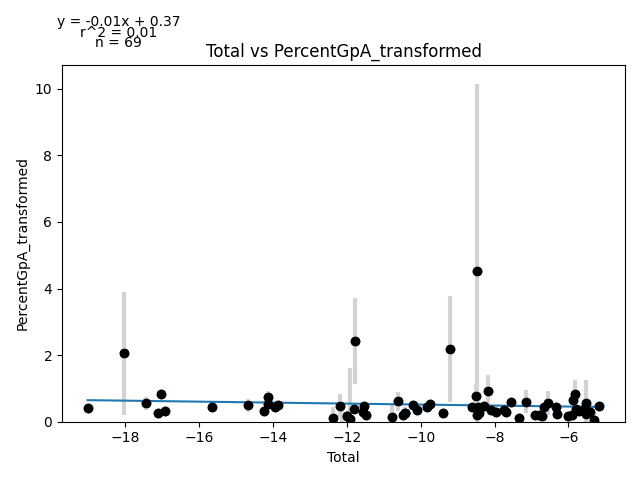 y = -0.01x + 0.37
r^2 = 0.01
n = 69
Total vs PercentGpA_transformed
PercentGpA_transformed
10
8
6
4
2
0
−18
−16
−14
−12
−10
−8
−6
Total